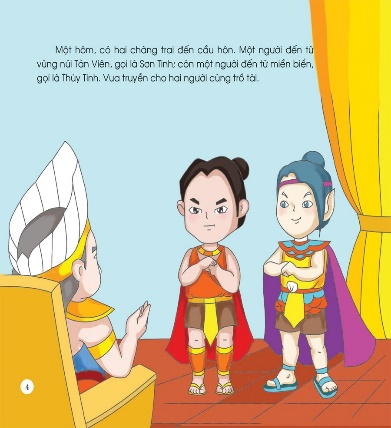 Một hôm, có hai chàng trai đến cầu hôn. Một người đến từ
vùng núi Tản Viên, gọi là Sơn Tinh; còn một người đến từ miền biển,
gọi là Thủy Tinh. Vua truyền cho hai người cùng trổ tài.
4